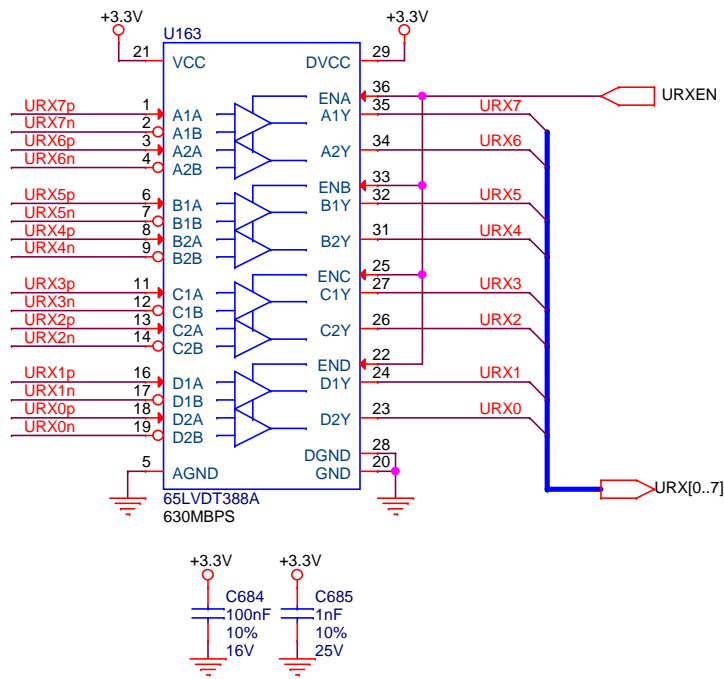 +3.3V +3.3V
U163
21 VCC DVCC 29
ENA 36 URXEN
URX7p 1 A1A A1Y 35 URX7
URX7n 2 A1B
URX6p 3 A2A A2Y 34 URX6
URX6n 4 A2B
ENB 33
URX5p 6 B1A B1Y 32 URX5
URX5n 7 B1B
URX4p 8 B2A B2Y 31 URX4
URX4n 9 B2B
ENC 25
URX3p 11 C1A C1Y 27 URX3
URX3n 12 C1B
URX2p 13 C2A C2Y 26 URX2
URX2n 14 C2B
END 22
URX1p 16 D1A D1Y 24 URX1
URX1n 17 D1B
URX0p 18 D2A D2Y 23 URX0
URX0n 19 D2B
DGND 28
5 AGND GND 20
URX[0..7]
65LVDT388A
630MBPS
+3.3V +3.3V
C684 C685
100nF 1nF
10% 10%
16V 25V